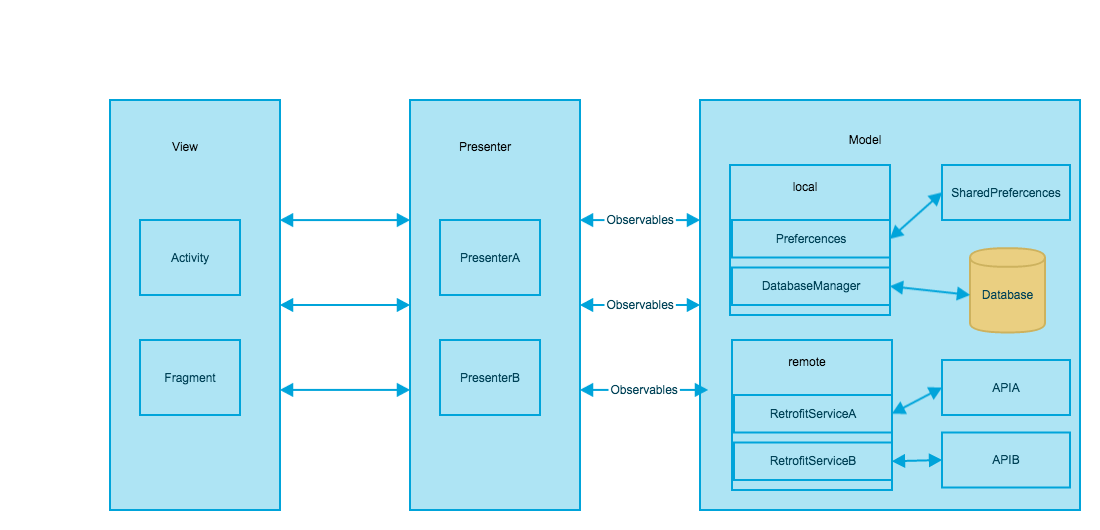 View
Presenter
Model
local
SharedPrefercences
Observables
Prefercences
Activity
PresenterA
DatabaseManager
Database
Observables
remote
Fragment
PresenterB
Observables
APIA
RetrofitServiceA
RetrofitServiceB
APIB